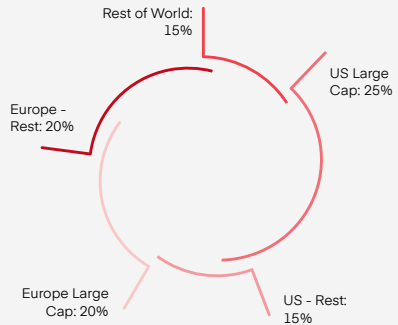 Rest of World:
15%
US Large
Cap: 25%
Europe -
Rest: 20%
Europe Large
Cap: 20%
US - Rest:
15%